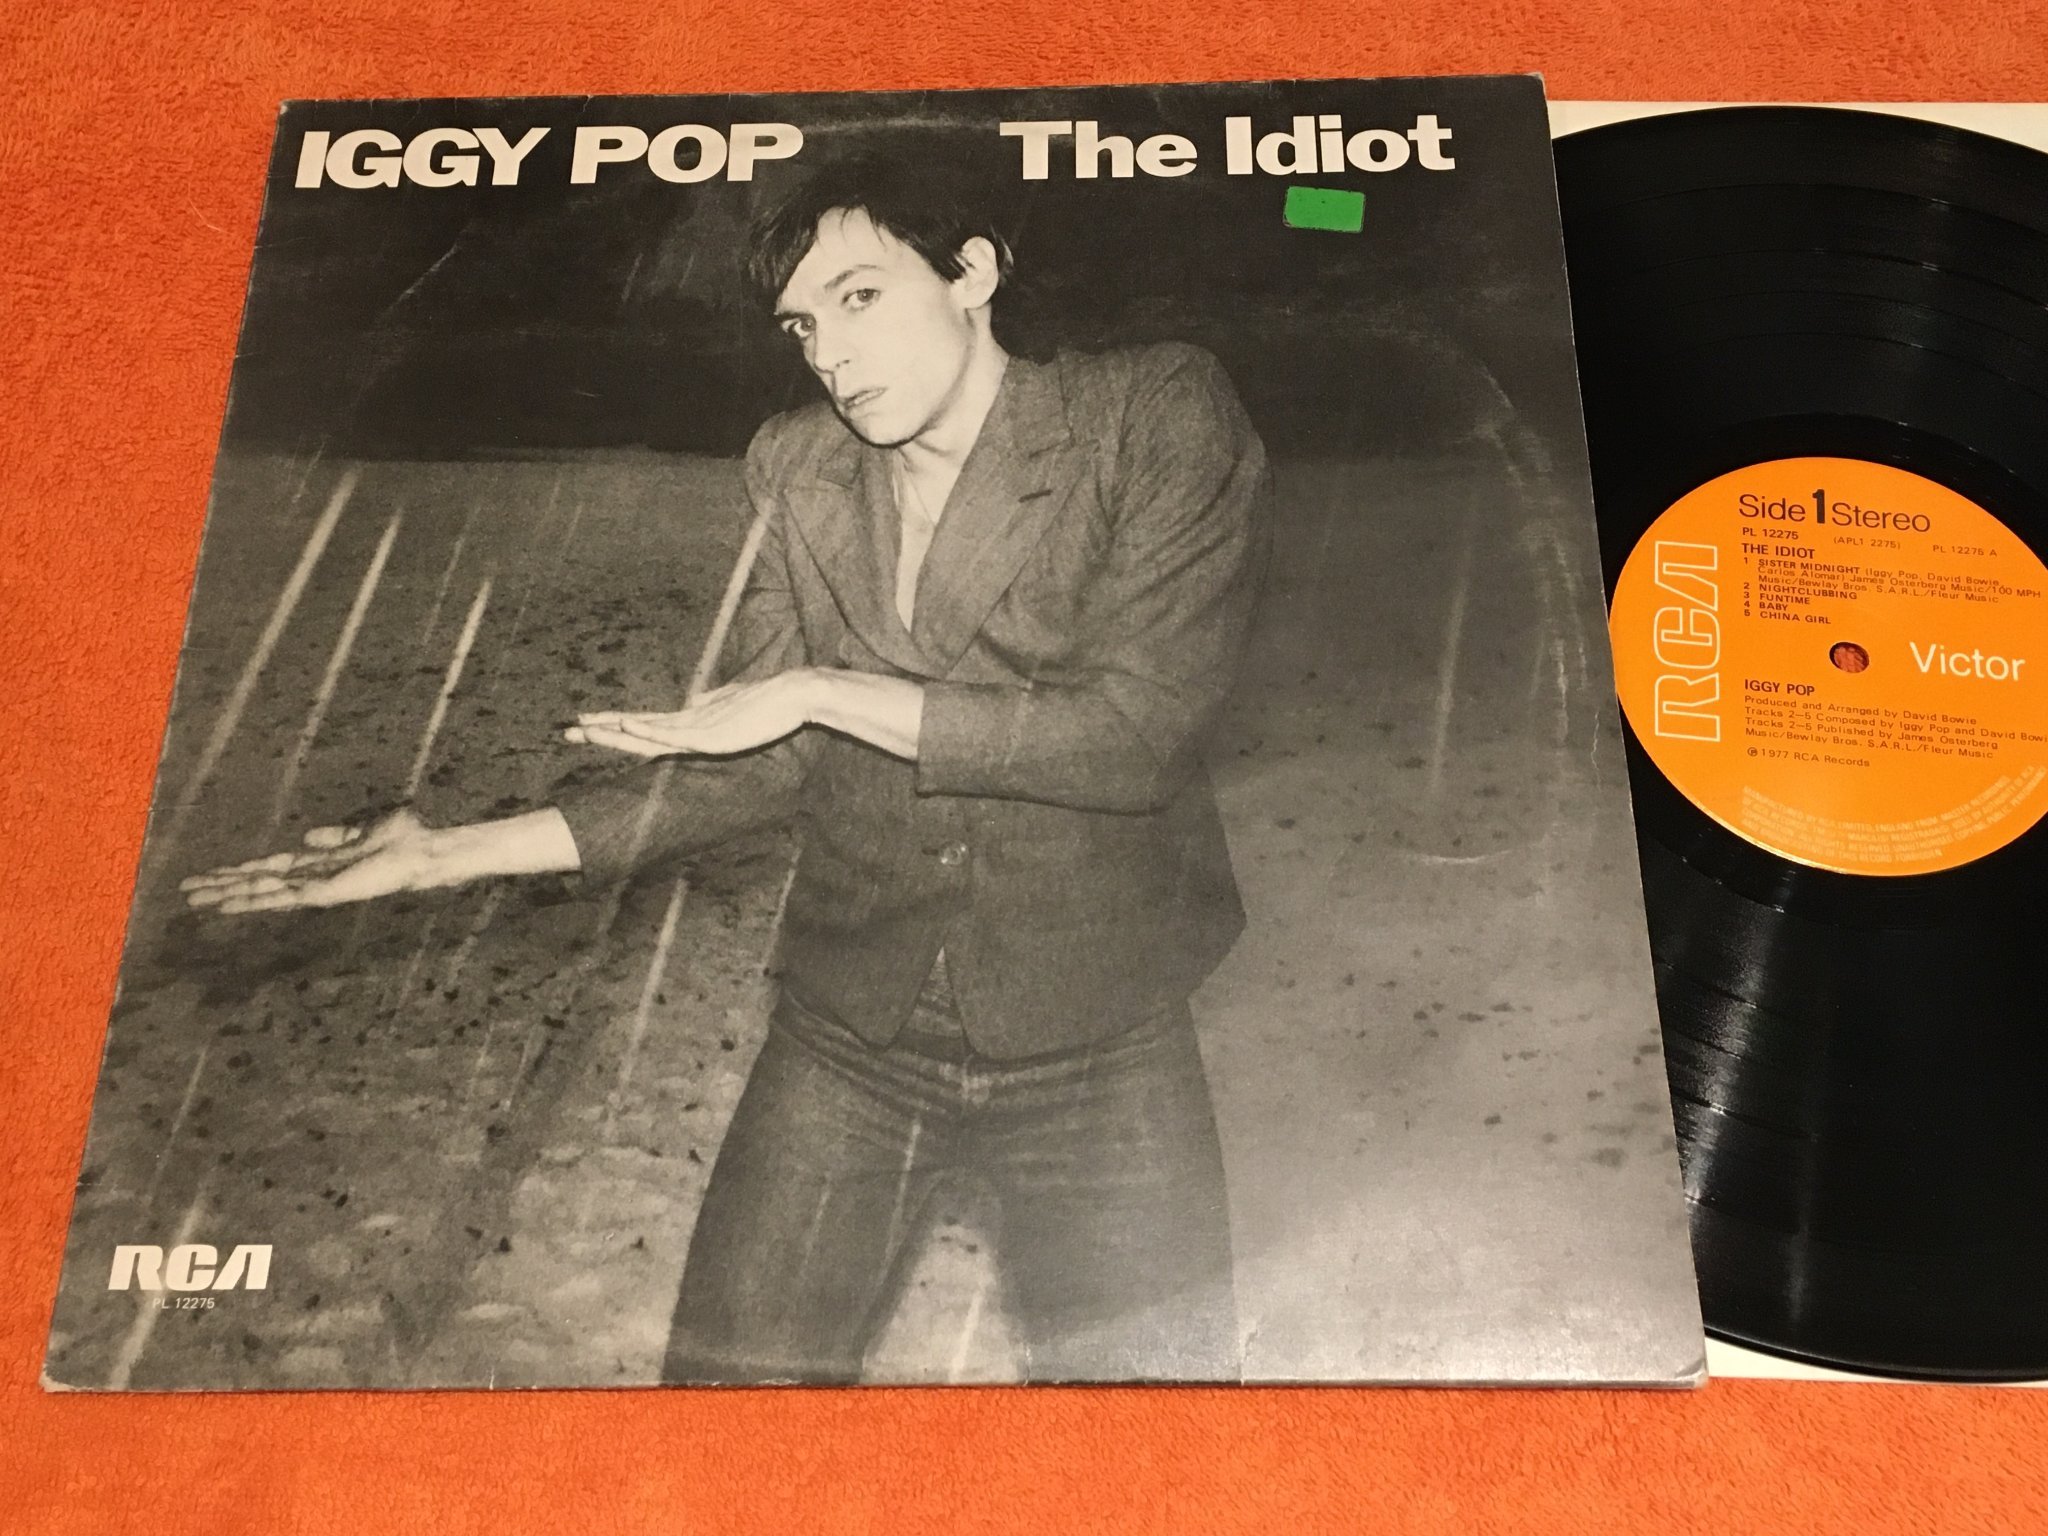 IGGY POP The Idiot
RCA
PL 12275
Side 1 Stereo
PL 12275 (APL1 2275) PL 12275 A
THE IDIOT
1 SISTER MIDNIGHT (Iggy Pop, David Bowie,
Carlos Alomar) James Osterberg Music/100 MPH
Music/Bewlay Bros. S.A.R.L./Fleur Music
2 NIGHTCLUBBING
3 FUNTIME
4 BABY
5 CHINA GIRL
RCA
Victor
IGGY POP
Produced and Arranged by David Bowie
Tracks 2-5 Composed by Iggy Pop and David Bowi
Tracks 2-5 Published by James Osterberg
Music/Bewlay Bros. S.A.R.L./Fleur Music
℗ 1977 RCA Records